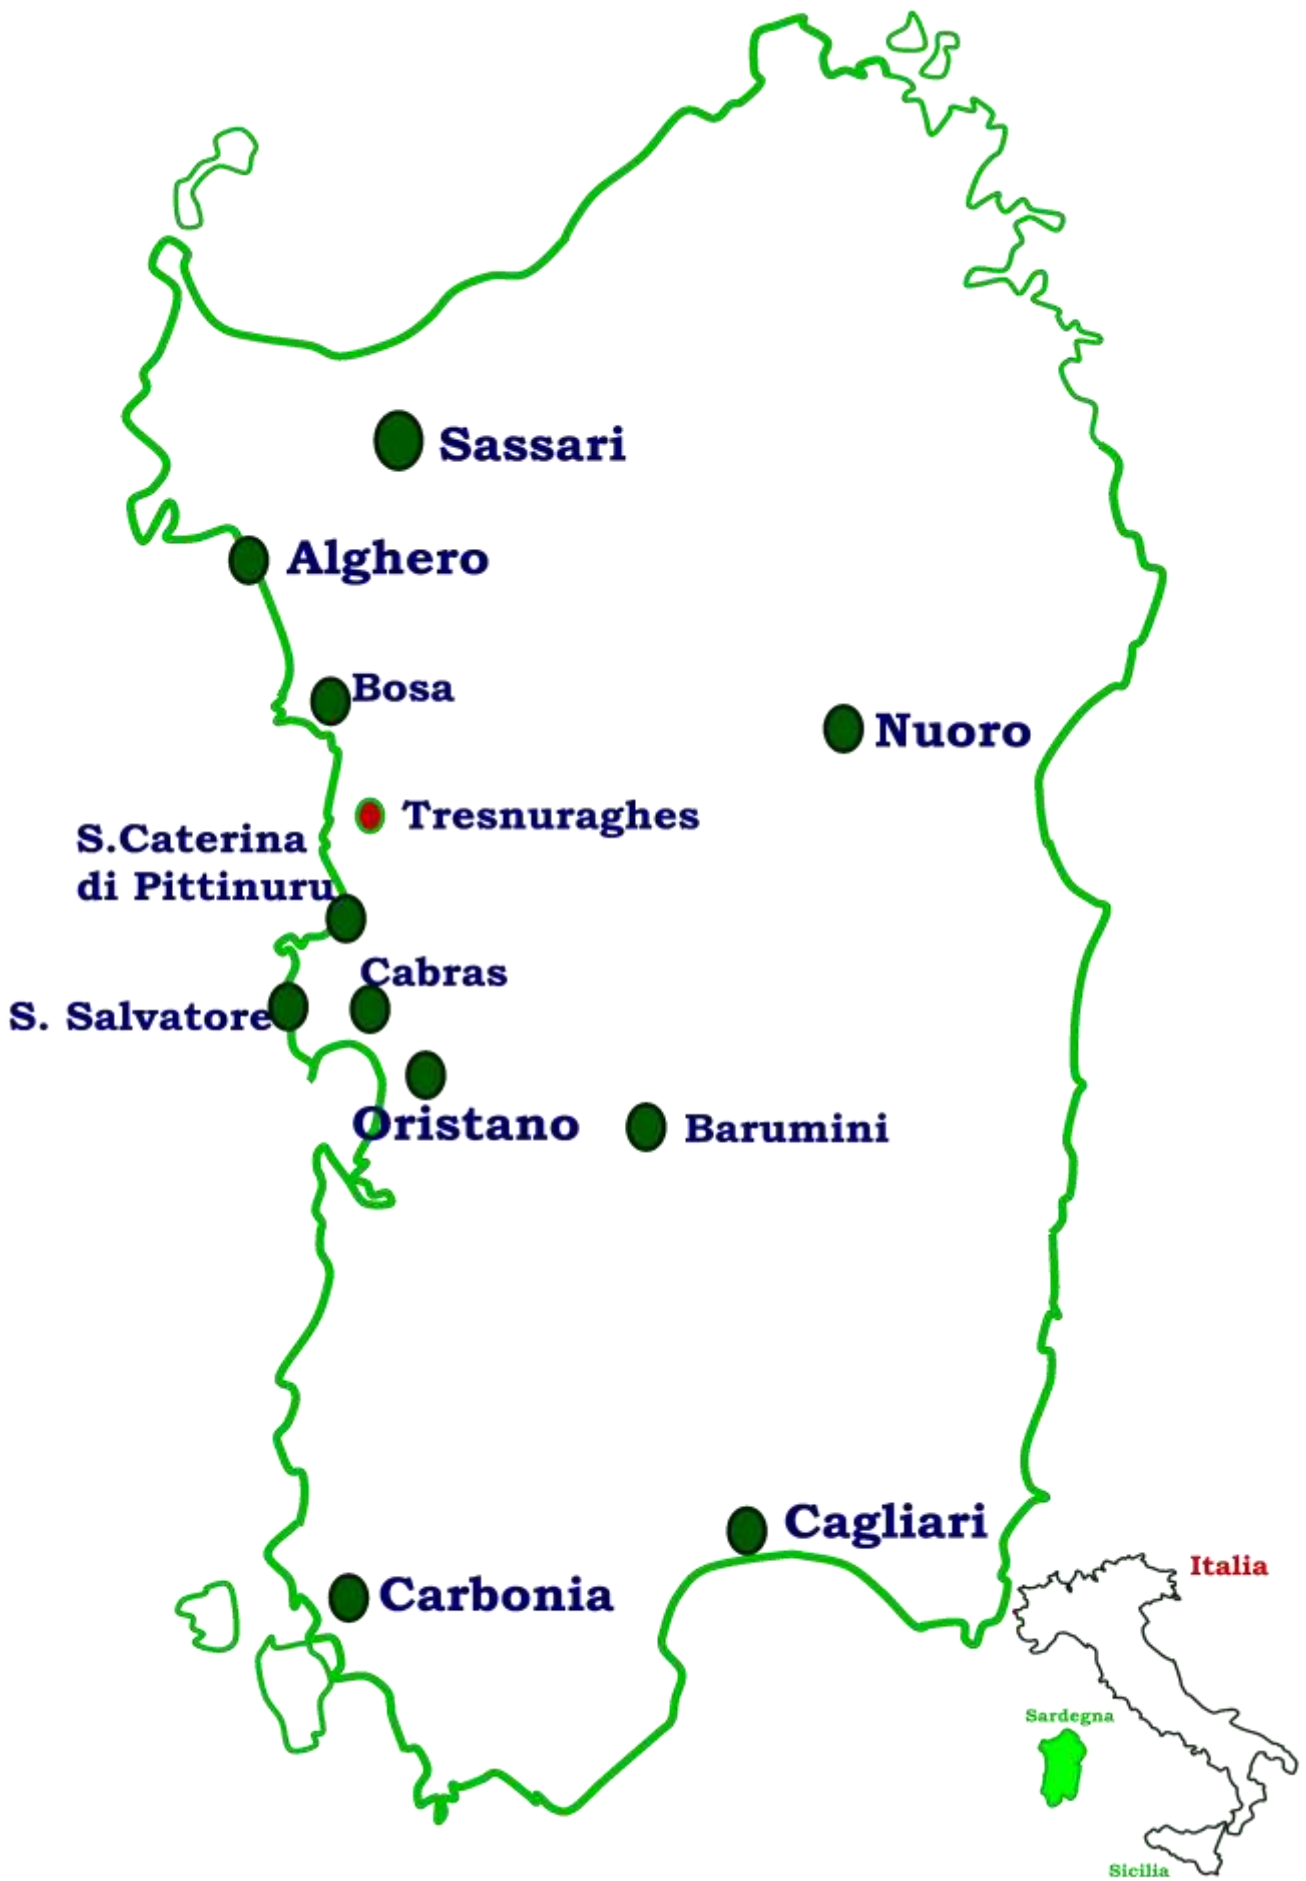 Sassari
Alghero
Bosa
Nuoro
Tresnuraghes
S.Caterina
di Pittinuru
Cabras
S. Salvatore
Oristano
Barumini
Cagliari
Carbonia
Italia
Sardegna
Sicilia